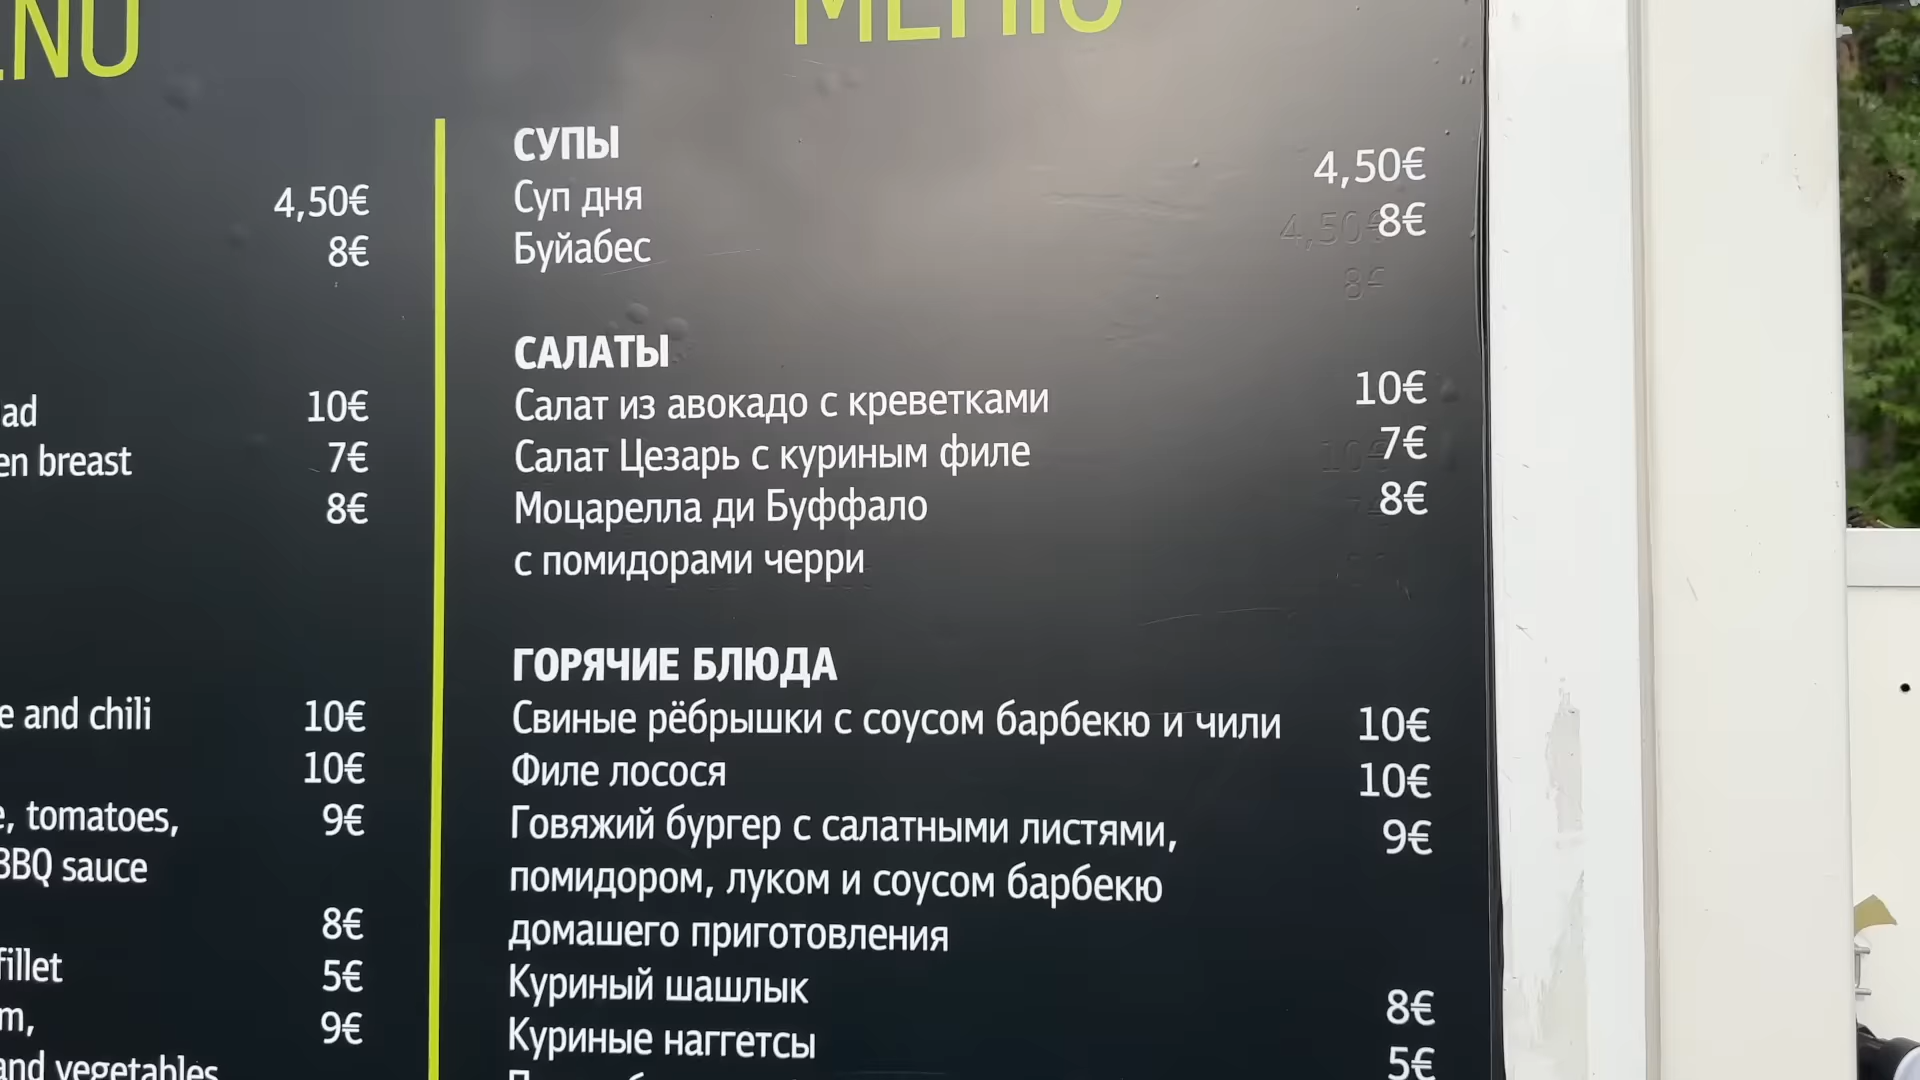 4,50€
8€
10€
en breast 7€
8€
e and chili 10€
10€
tomatoes, 9€
BBQ sauce
8€
fillet 5€
9€
and vegetables
МЕНЮ
СУПЫ
Суп дня 4,50€
Буйабес 8€
САЛАТЫ
Салат из авокадо с креветками 10€
Салат Цезарь с куриным филе 7€
Моцарелла ди Буффало 8€
с помидорами черри
ГОРЯЧИЕ БЛЮДА
Свиные рёбрышки с соусом барбекю и чили 10€
Филе лосося 10€
Говяжий бургер с салатными листями, 9€
помидором, луком и соусом барбекю
домашего приготовления
Куриный шашлык 8€
Куриные наггетсы 5€